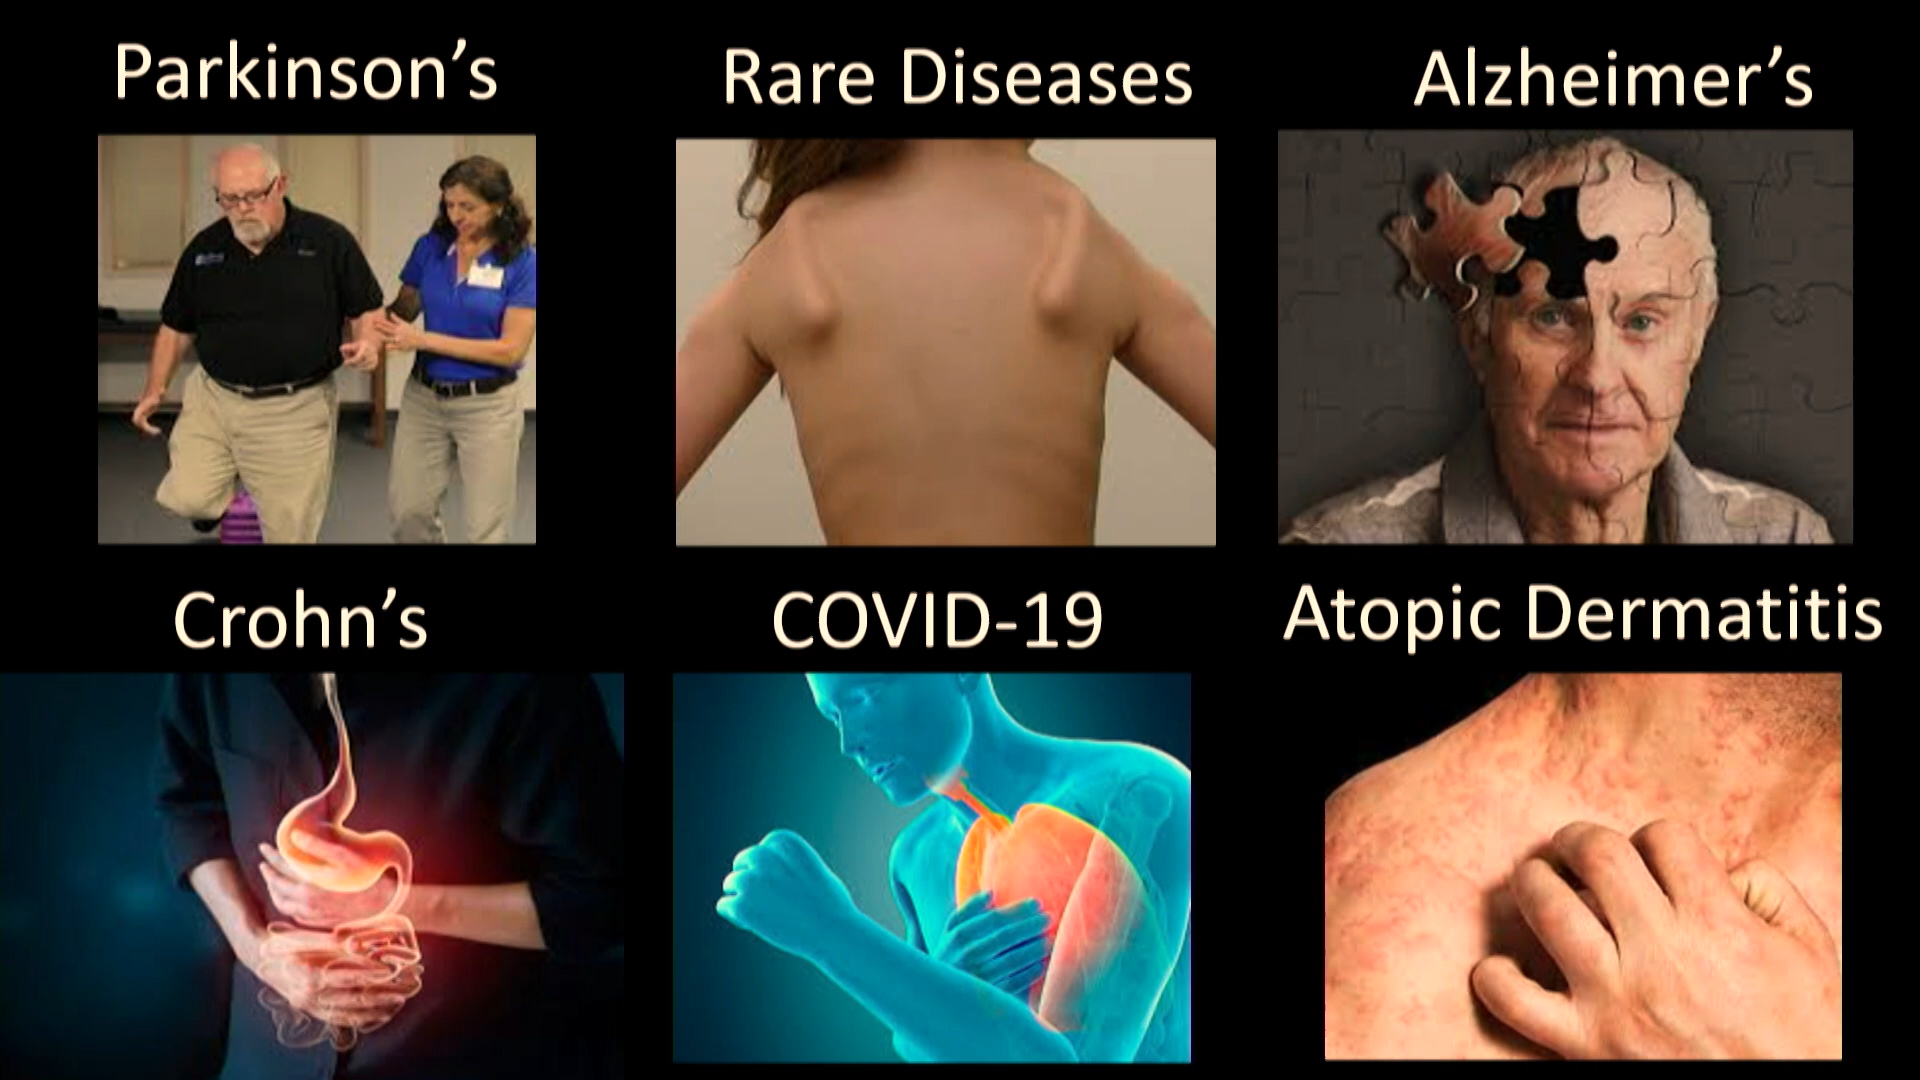 Parkinson’s
Rare Diseases
Alzheimer’s
Crohn’s
COVID-19
Atopic Dermatitis